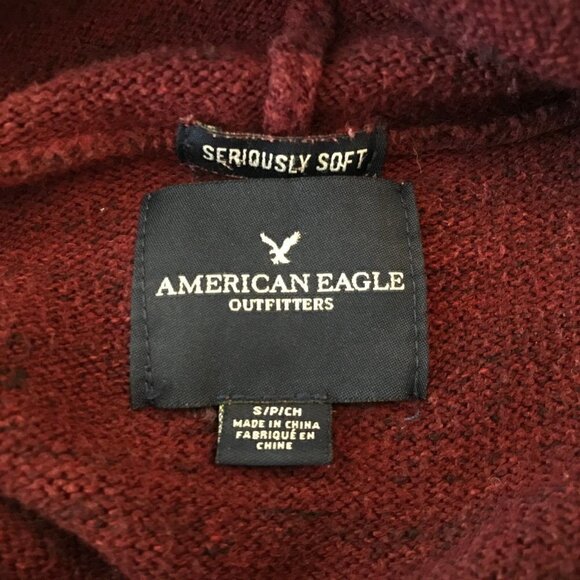 SERIOUSLY SOFT
AMERICAN EAGLE
OUTFITTERS
S/P/CH
MADE IN CHINA
FABRIQUÉ EN
CHINE